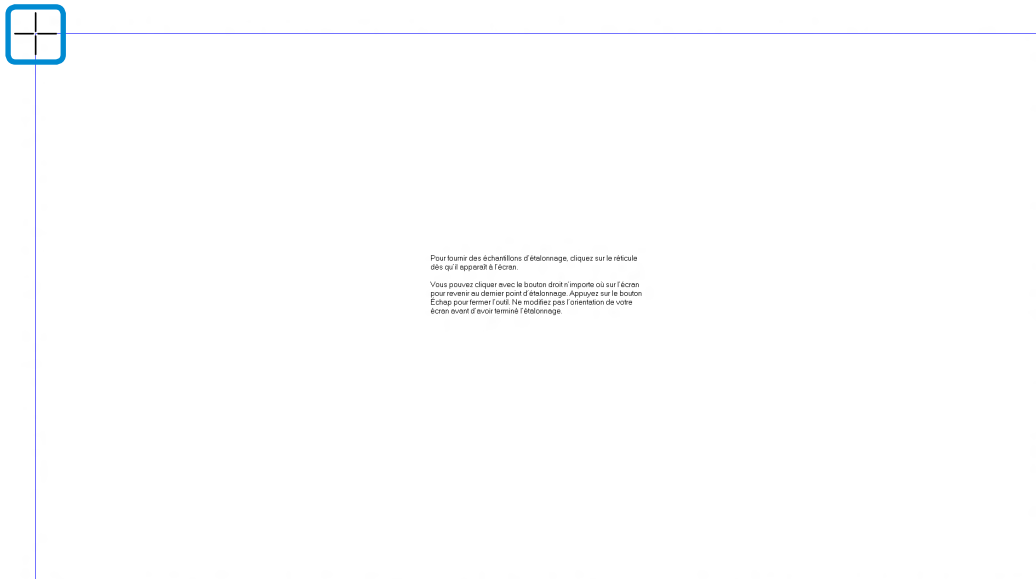 Pour fournir des échantillons d'étalonnage, cliquez sur le réticule
dès qu'il apparaît à l'écran.
Vous pouvez cliquer avec le bouton droit n'importe où sur l'écran
pour revenir au dernier point d'étalonnage. Appuyez sur le bouton
Échap pour fermer l'outil. Ne modifiez pas l'orientation de votre
écran avant d'avoir terminé l'étalonnage.